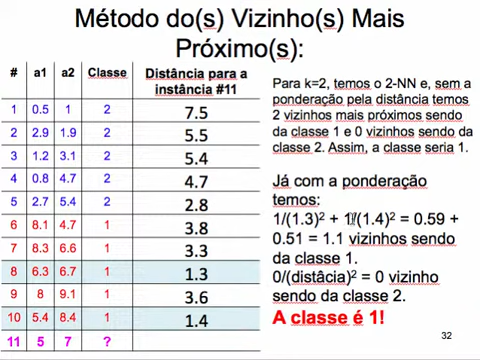 Método do(s) Vizinho(s) Mais
Próximo(s):
# a1 a2 Classe Distância para a instância #11
1 0.5 1 2 7.5
2 2.9 1.9 2 5.5
3 1.2 3.1 2 5.4
4 0.8 4.7 2 4.7
5 2.7 5.4 2 2.8
6 8.1 4.7 1 3.8
7 8.3 6.6 1 3.3
8 6.3 6.7 1 1.3
9 8 9.1 1 3.6
10 5.4 8.4 1 1.4
11 5 7 ?
Para k=2, temos o 2-NN e, sem a
ponderação pela distância temos
2 vizinhos mais próximos sendo
da classe 1 e 0 vizinhos sendo da
classe 2. Assim, a classe seria 1.
Já com a ponderação
temos:
1/(1.3)² + 1/(1.4)² = 0.59 +
0.51 = 1.1 vizinhos sendo
da classe 1.
0/(distâcia)² = 0 vizinho
sendo da classe 2.
A classe é 1!
32